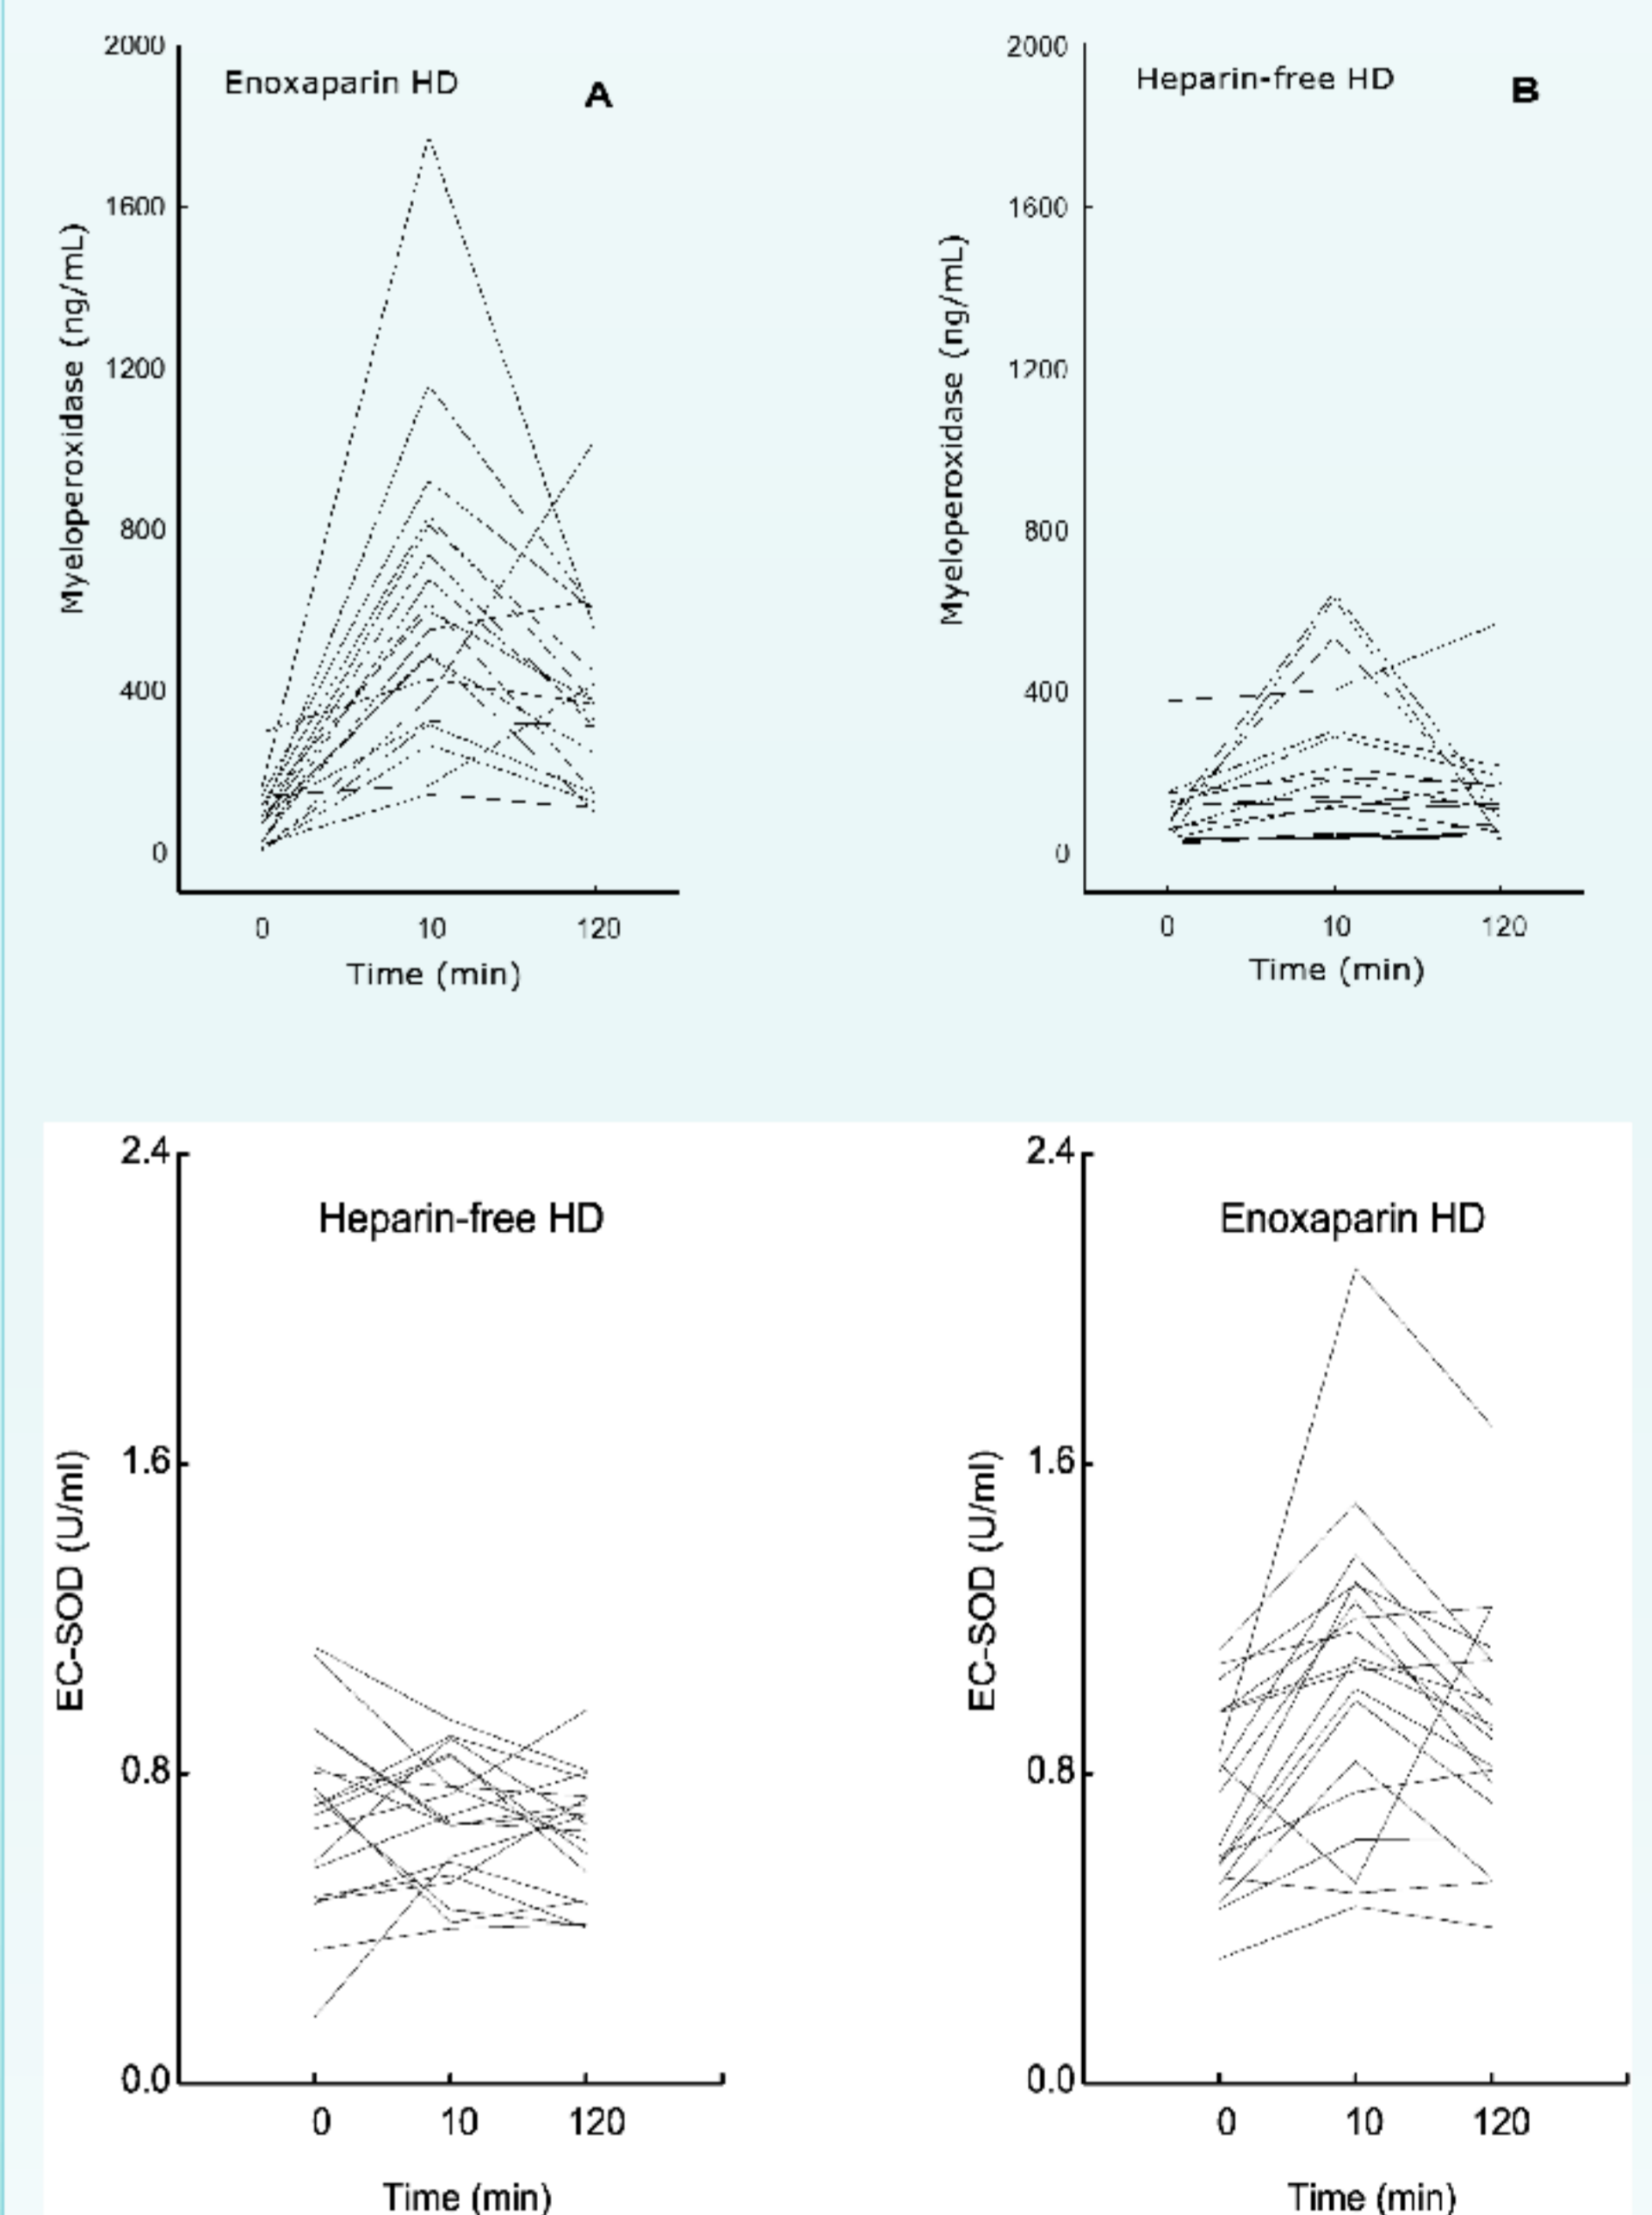 2000
Enoxaparin HD
A
1600
1200
800
400
0
Myeloperoxidase (ng/mL)
0 10 120
Time (min)
2000
Heparin-free HD
B
1600
1200
800
400
0
Myeloperoxidase (ng/mL)
0 10 120
Time (min)
2.4
Heparin-free HD
1.6
0.8
0.0
EC-SOD (U/ml)
0 10 120
Time (min)
2.4
Enoxaparin HD
1.6
0.8
0.0
EC-SOD (U/ml)
0 10 120
Time (min)